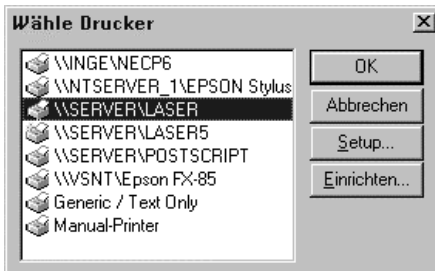 Wähle Drucker
\\INGE\NECP6
\\NTSERVER_1\EPSON Stylus
\\SERVER\LASER
\\SERVER\LASER5
\\SERVER\POSTSCRIPT
\\VSNT\Epson FX-85
Generic / Text Only
Manual-Printer
OK
Abbrechen
Setup...
Einrichten...